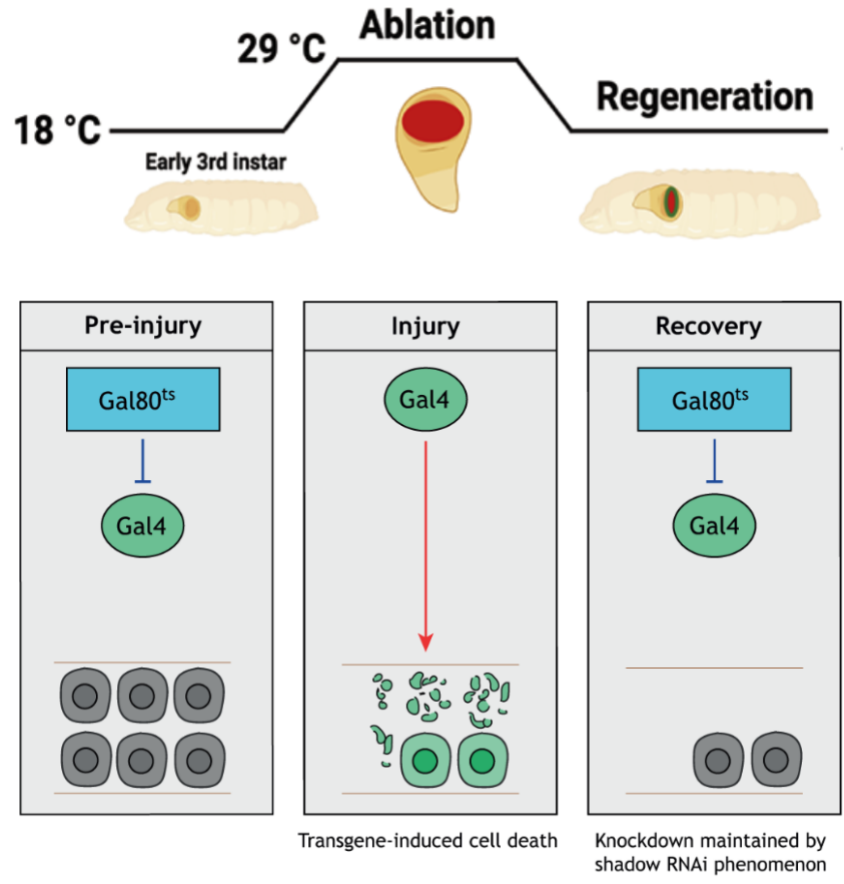 Ablation
29 °C
Regeneration
18 °C
Early 3rd instar
Pre-injury
Gal80ts
Gal4
Injury
Gal4
Transgene-induced cell death
Recovery
Gal80ts
Gal4
Knockdown maintained by
shadow RNAi phenomenon